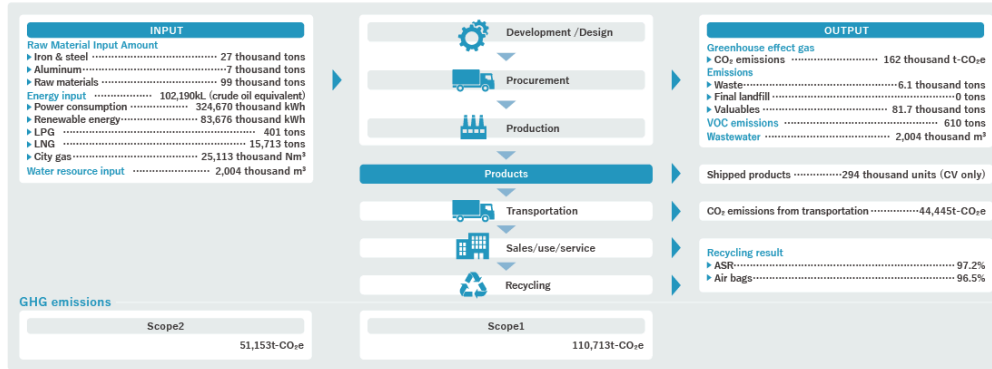 INPUT
Raw Material Input Amount
Iron & steel 27 thousand tons
Aluminum 7 thousand tons
Raw materials 99 thousand tons
Energy input 102,190kL (crude oil equivalent)
Power consumption 324,670 thousand kWh
Renewable energy 83,676 thousand kWh
LPG 401 tons
LNG 15,713 tons
City gas 25,113 thousand Nm³
Water resource input 2,004 thousand m³
Development /Design
Procurement
Production
Products
Transportation
Sales/use/service
Recycling
OUTPUT
Greenhouse effect gas
CO₂ emissions 162 thousand t-CO₂e
Emissions
Waste 6.1 thousand tons
Final landfill 0 tons
Valuables 81.7 thousand tons
VOC emissions 610 tons
Wastewater 2,004 thousand m³
Shipped products 294 thousand units (CV only)
CO₂ emissions from transportation 44,445t-CO₂e
Recycling result
ASR 97.2%
Air bags 96.5%
GHG emissions
Scope2
51,153t-CO₂e
Scope1
110,713t-CO₂e